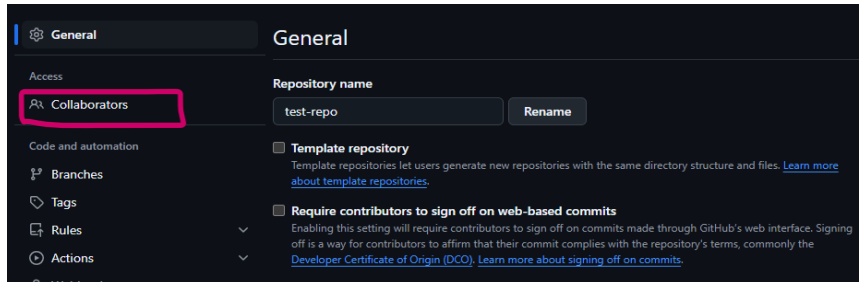 General
Access
Collaborators
Code and automation
Branches
Tags
Rules
Actions
General
Repository name
test-repo
Rename
Template repository
Template repositories let users generate new repositories with the same directory structure and files. Learn more
about template repositories.
Require contributors to sign off on web-based commits
Enabling this setting will require contributors to sign off on commits made through GitHub's web interface. Signing
off is a way for contributors to affirm that their commit complies with the repository's terms, commonly the
Developer Certificate of Origin (DCO). Learn more about signing off on commits.